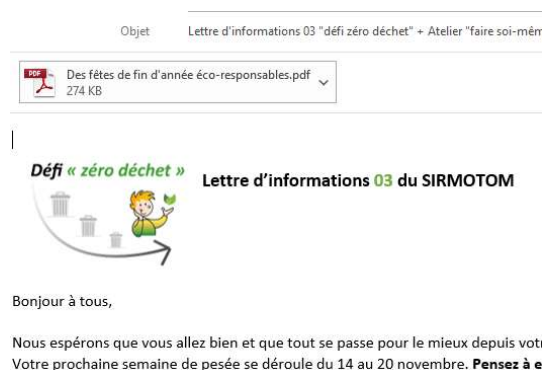 Objet Lettre d'informations 03 "défi zéro déchet" + Atelier "faire soi-mêm
PDF Des fêtes de fin d'année éco-responsables.pdf
274 KB
Défi « zéro déchet »
Lettre d'informations 03 du SIRMOTOM
Bonjour à tous,
Nous espérons que vous allez bien et que tout se passe pour le mieux depuis votr
Votre prochaine semaine de pesée se déroule du 14 au 20 novembre. Pensez à e